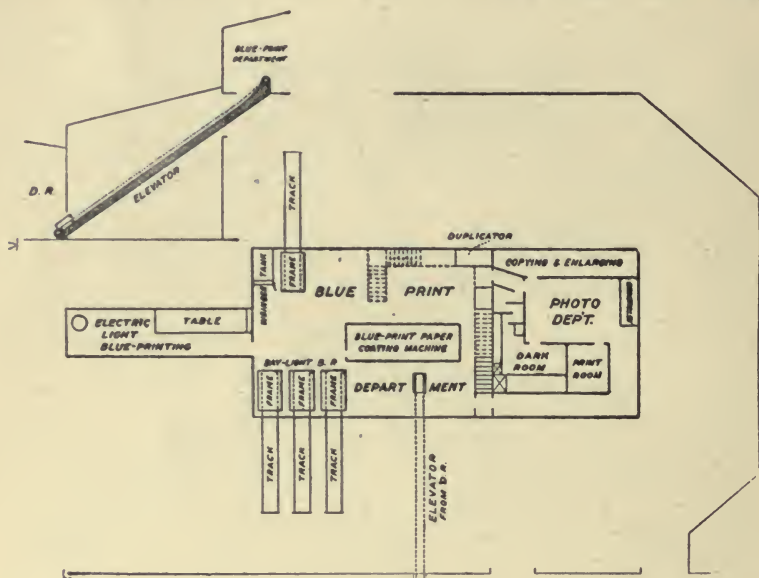 BLUE-PRINT
DEPARTMENT
D. R.
ELEVATOR
TRACK
DUPLICATOR
TANK
FRAME
COPYING & ENLARGING
BLUE PRINT
PHOTO
DEP'T.
ELECTRIC
LIGHT
BLUE-PRINTING
TABLE
BLUE-PRINT PAPER
COATING MACHINE
DARK
ROOM
PRINT
ROOM
DAY-LIGHT B. P.
FRAME
FRAME
FRAME
DEPART MENT
TRACK
TRACK
TRACK
ELEVATOR
FROM D.R.